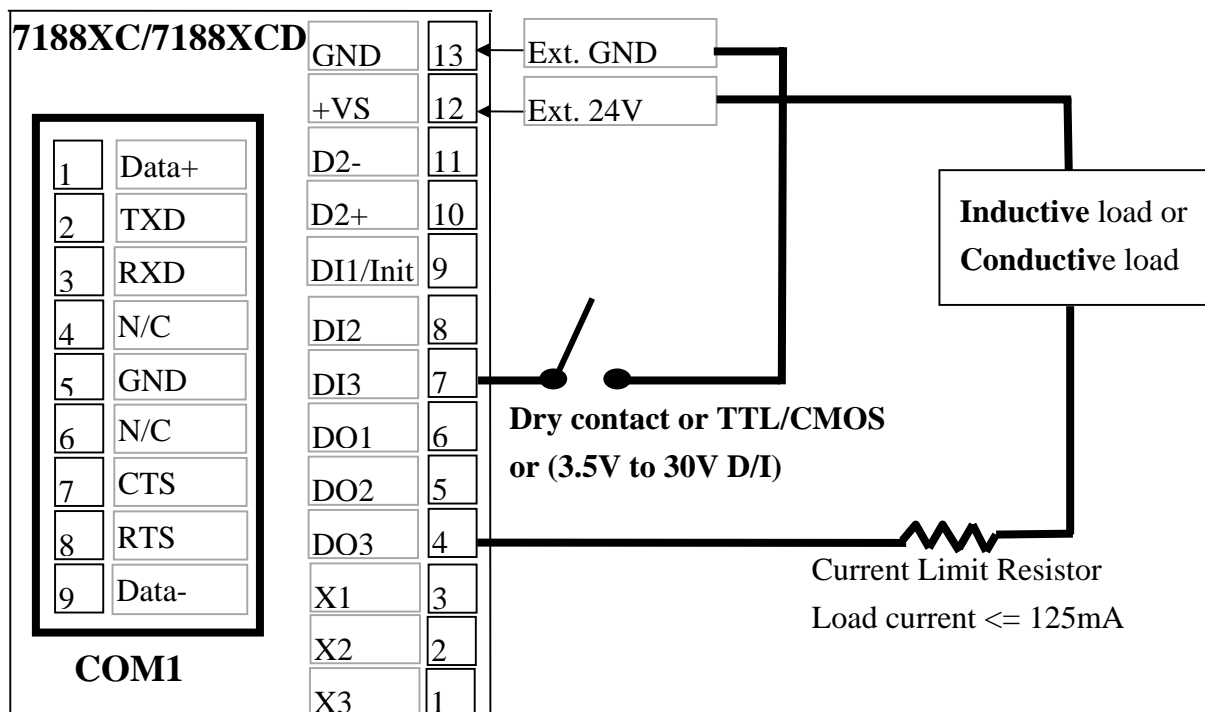 7188XC/7188XCD
GND 13 Ext. GND
+VS 12 Ext. 24V
D2- 11
D2+ 10
DI1/Init 9
DI2 8
DI3 7
DO1 6
DO2 5
DO3 4
X1 3
X2 2
X3 1
1 Data+
2 TXD
3 RXD
4 N/C
5 GND
6 N/C
7 CTS
8 RTS
9 Data-
COM1
Inductive load or
Conductive load
Dry contact or TTL/CMOS
or (3.5V to 30V D/I)
Current Limit Resistor
Load current <= 125mA